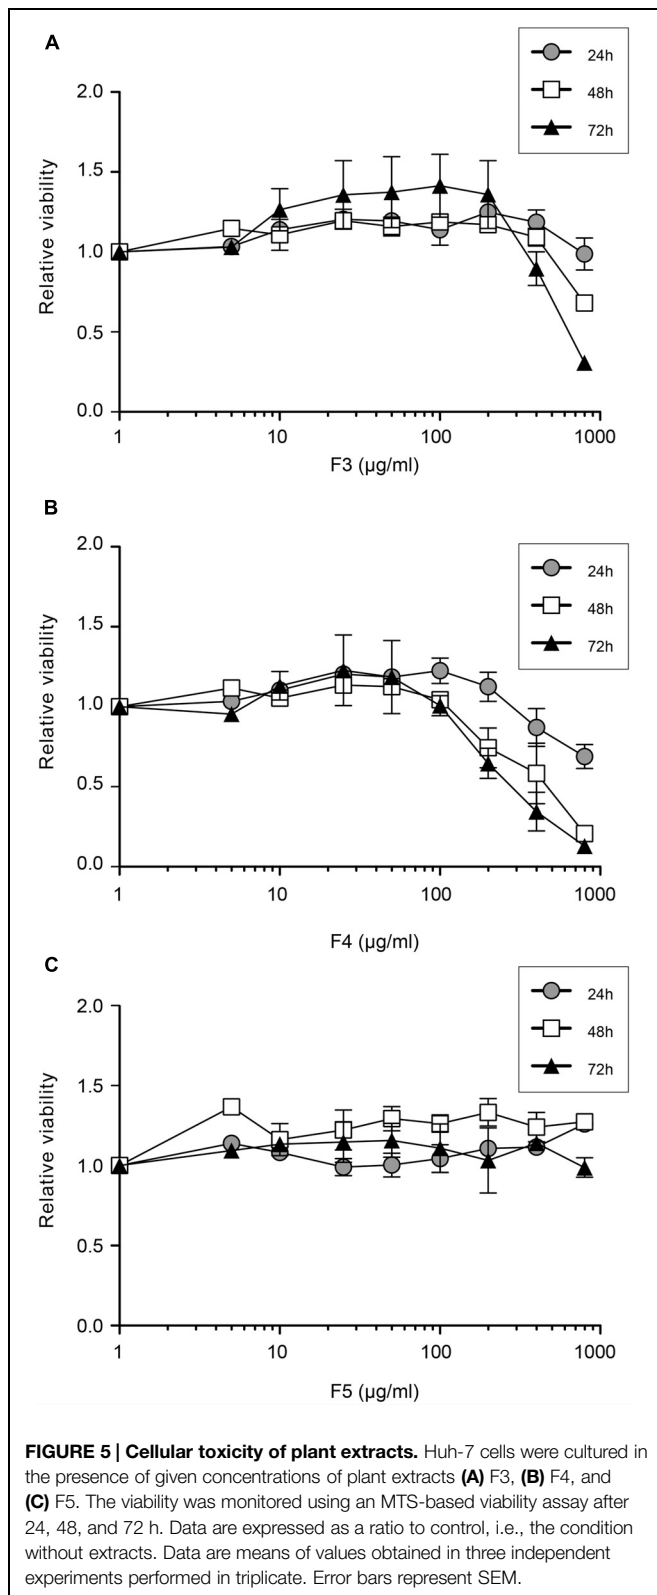 A
24h
48h
72h
2.0
1.5
1.0
0.5
0.0
Relative viability
1
10
100
1000
F3 (µg/ml)
B
24h
48h
72h
2.0
1.5
1.0
0.5
0.0
Relative viability
1
10
100
1000
F4 (µg/ml)
C
24h
48h
72h
2.0
1.5
1.0
0.5
0.0
Relative viability
1
10
100
1000
F5 (µg/ml)
FIGURE 5 | Cellular toxicity of plant extracts. Huh-7 cells were cultured in
the presence of given concentrations of plant extracts (A) F3, (B) F4, and
(C) F5. The viability was monitored using an MTS-based viability assay after
24, 48, and 72 h. Data are expressed as a ratio to control, i.e., the condition
without extracts. Data are means of values obtained in three independent
experiments performed in triplicate. Error bars represent SEM.